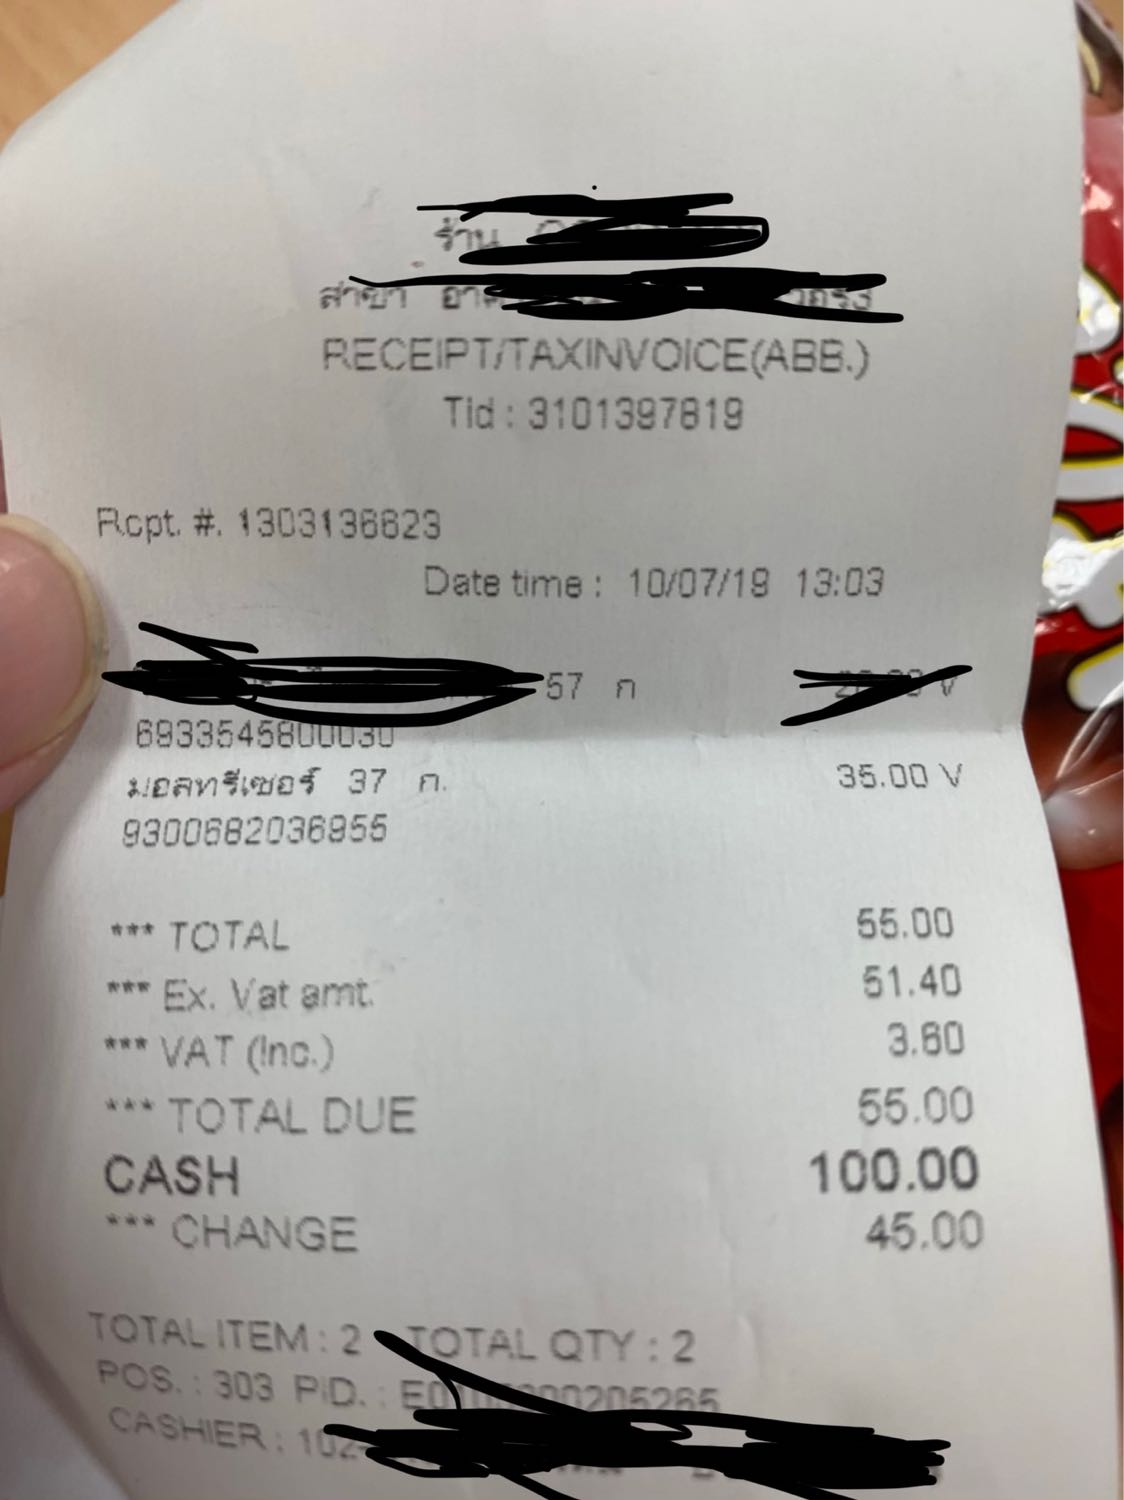 ร้าน
สาขา
RECEIPT/TAXINVOICE(ABB.)
Tid : 3101397819
Rcpt. #. 1303136623
Date time : 10/07/19 13:03
57 ก
6933545800030
มอลทรีเซอร์ 37 ก. 35.00 V
9300682036955
*** TOTAL 55.00
*** Ex. Vat amt. 51.40
*** VAT (Inc.) 3.60
*** TOTAL DUE 55.00
CASH 100.00
*** CHANGE 45.00
TOTAL ITEM : 2 TOTAL QTY : 2
POS. : 303 PID. :
CASHIER :